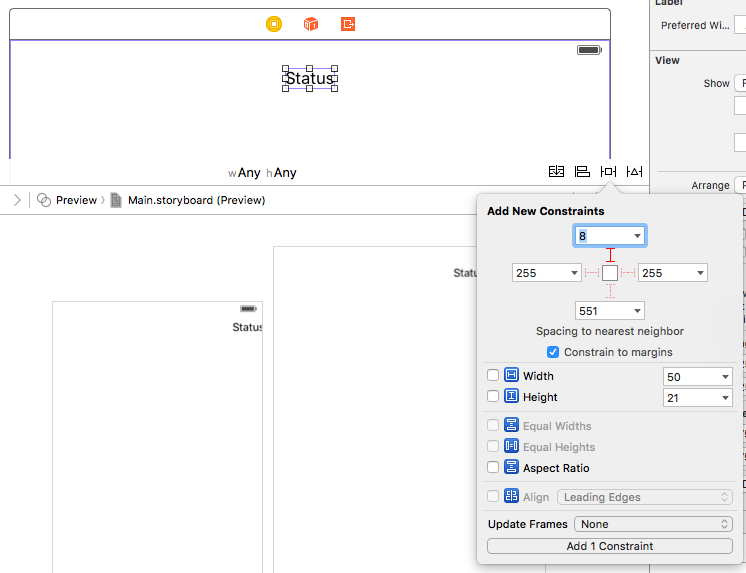 Label
Preferred Wi...
View
Show
Status
wAny hAny
Arrange
Preview 〉 Main.storyboard (Preview)
Add New Constraints
8
255
255
551
Spacing to nearest neighbor
Constrain to margins
Width
50
Height
21
Equal Widths
Equal Heights
Aspect Ratio
Align
Leading Edges
Update Frames
None
Add 1 Constraint
Status